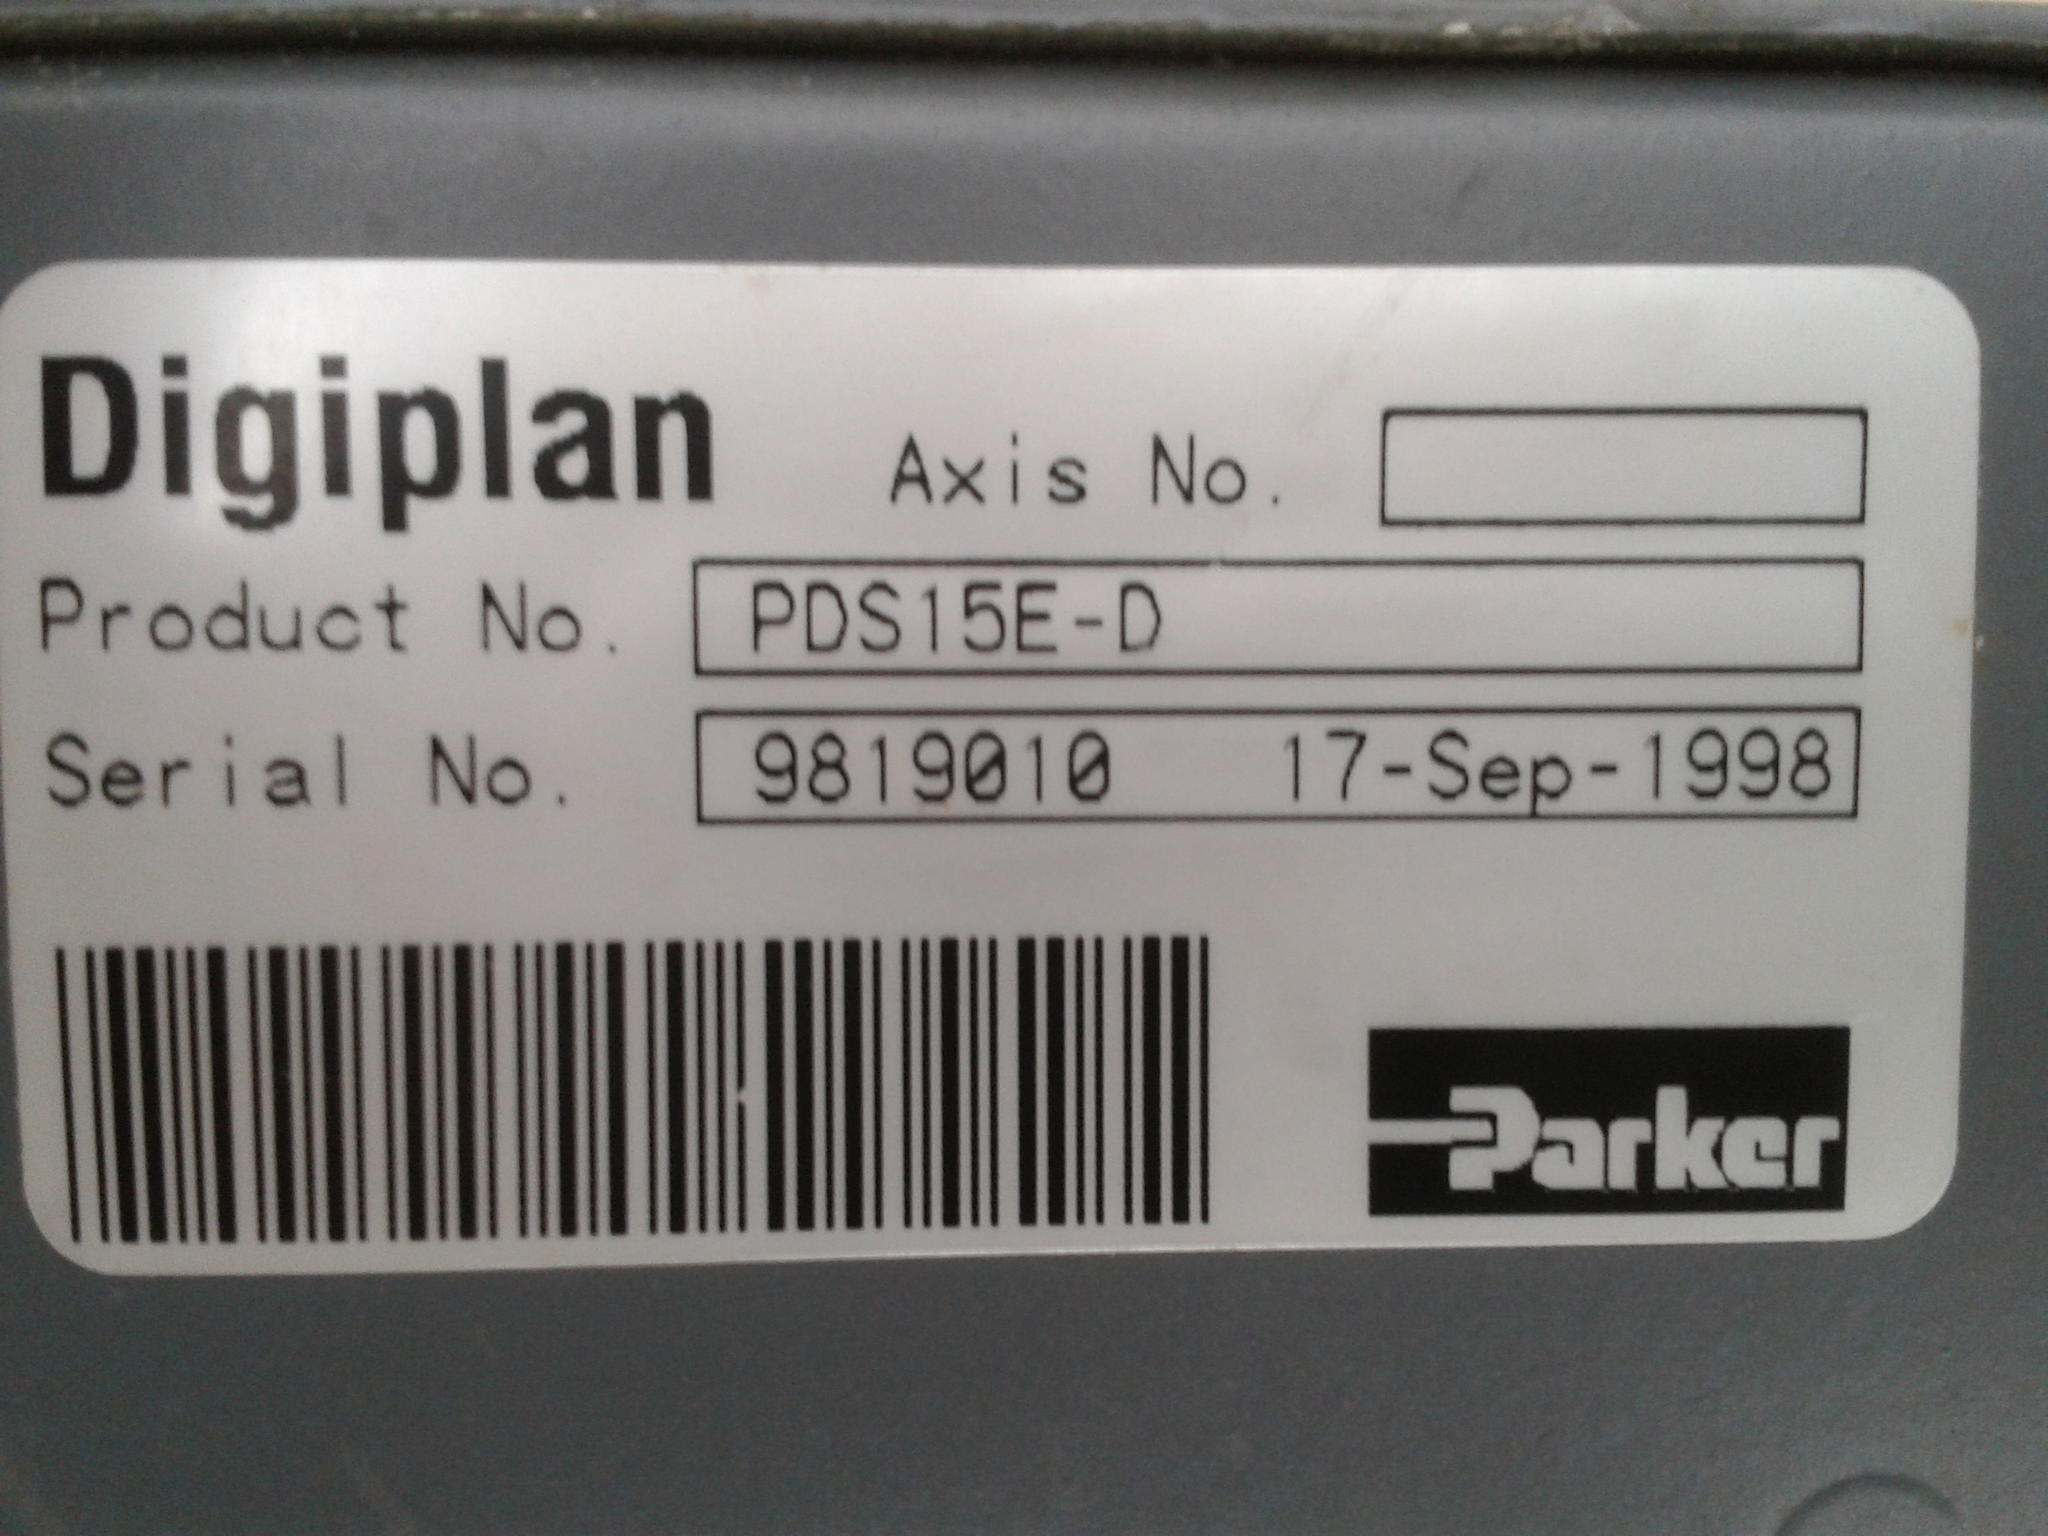 Digiplan Axis No.
Product No. PDS15E-D
Serial No. 9819010 17-Sep-1998
Parker